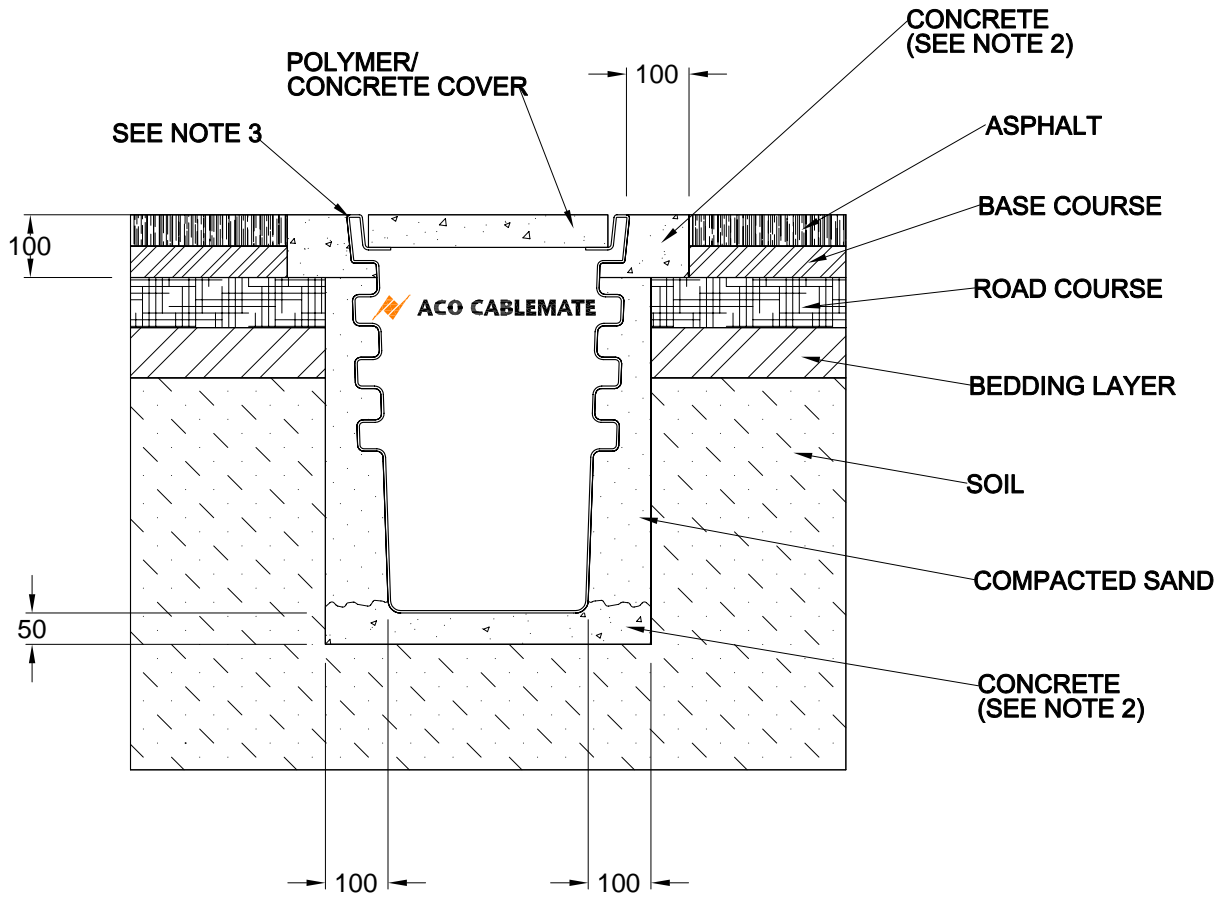 CONCRETE
(SEE NOTE 2)
POLYMER/
CONCRETE COVER
100
SEE NOTE 3
ASPHALT
BASE COURSE
100
ROAD COURSE
ACO CABLEMATE
BEDDING LAYER
SOIL
COMPACTED SAND
50
CONCRETE
(SEE NOTE 2)
100
100